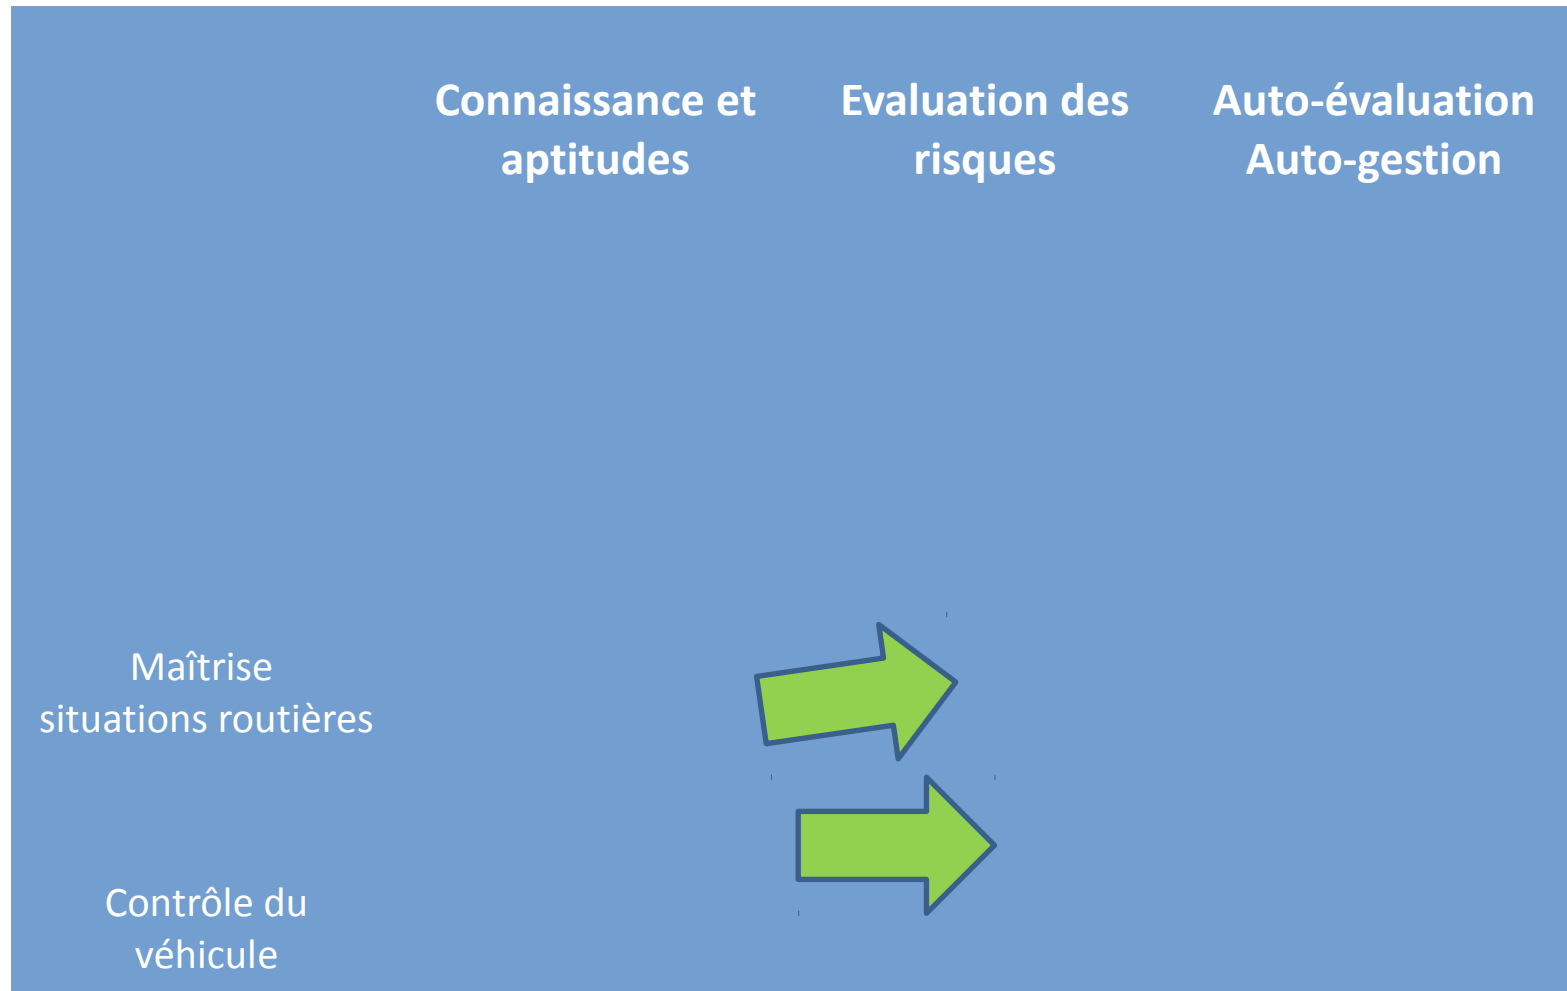 Connaissance et
aptitudes
Evaluation des
risques
Auto-évaluation
Auto-gestion
Maîtrise
situations routières
Contrôle du
véhicule